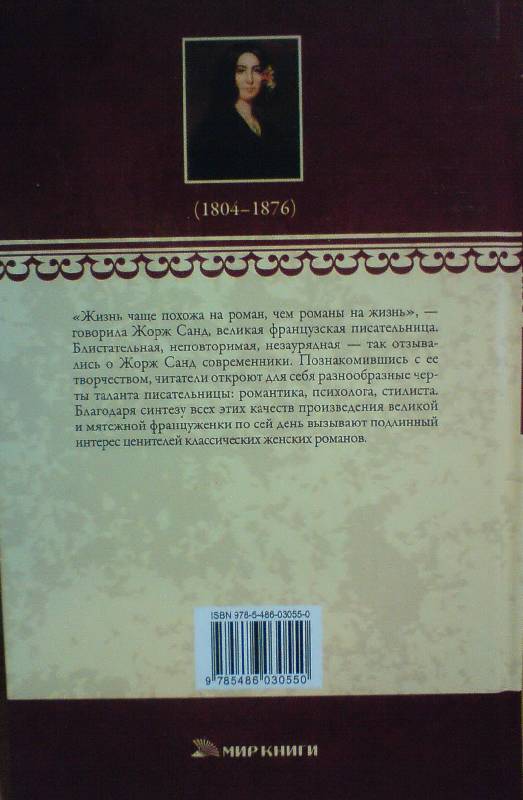 (1804–1876)
«Жизнь чаще похожа на роман, чем романы на жизнь», —
говорила Жорж Санд, великая французская писательница.
Блистательная, неповторимая, незаурядная — так отзыва-
лись о Жорж Санд современники. Познакомившись с ее
творчеством, читатели откроют для себя разнообразные чер-
ты таланта писательницы: романтика, психолога, стилиста.
Благодаря синтезу всех этих качеств произведения великой
и мятежной француженки по сей день вызывают подлинный
интерес ценителей классических женских романов.
ISBN 978-5-486-03055-0
9 785486 030550
МИР КНИГИ